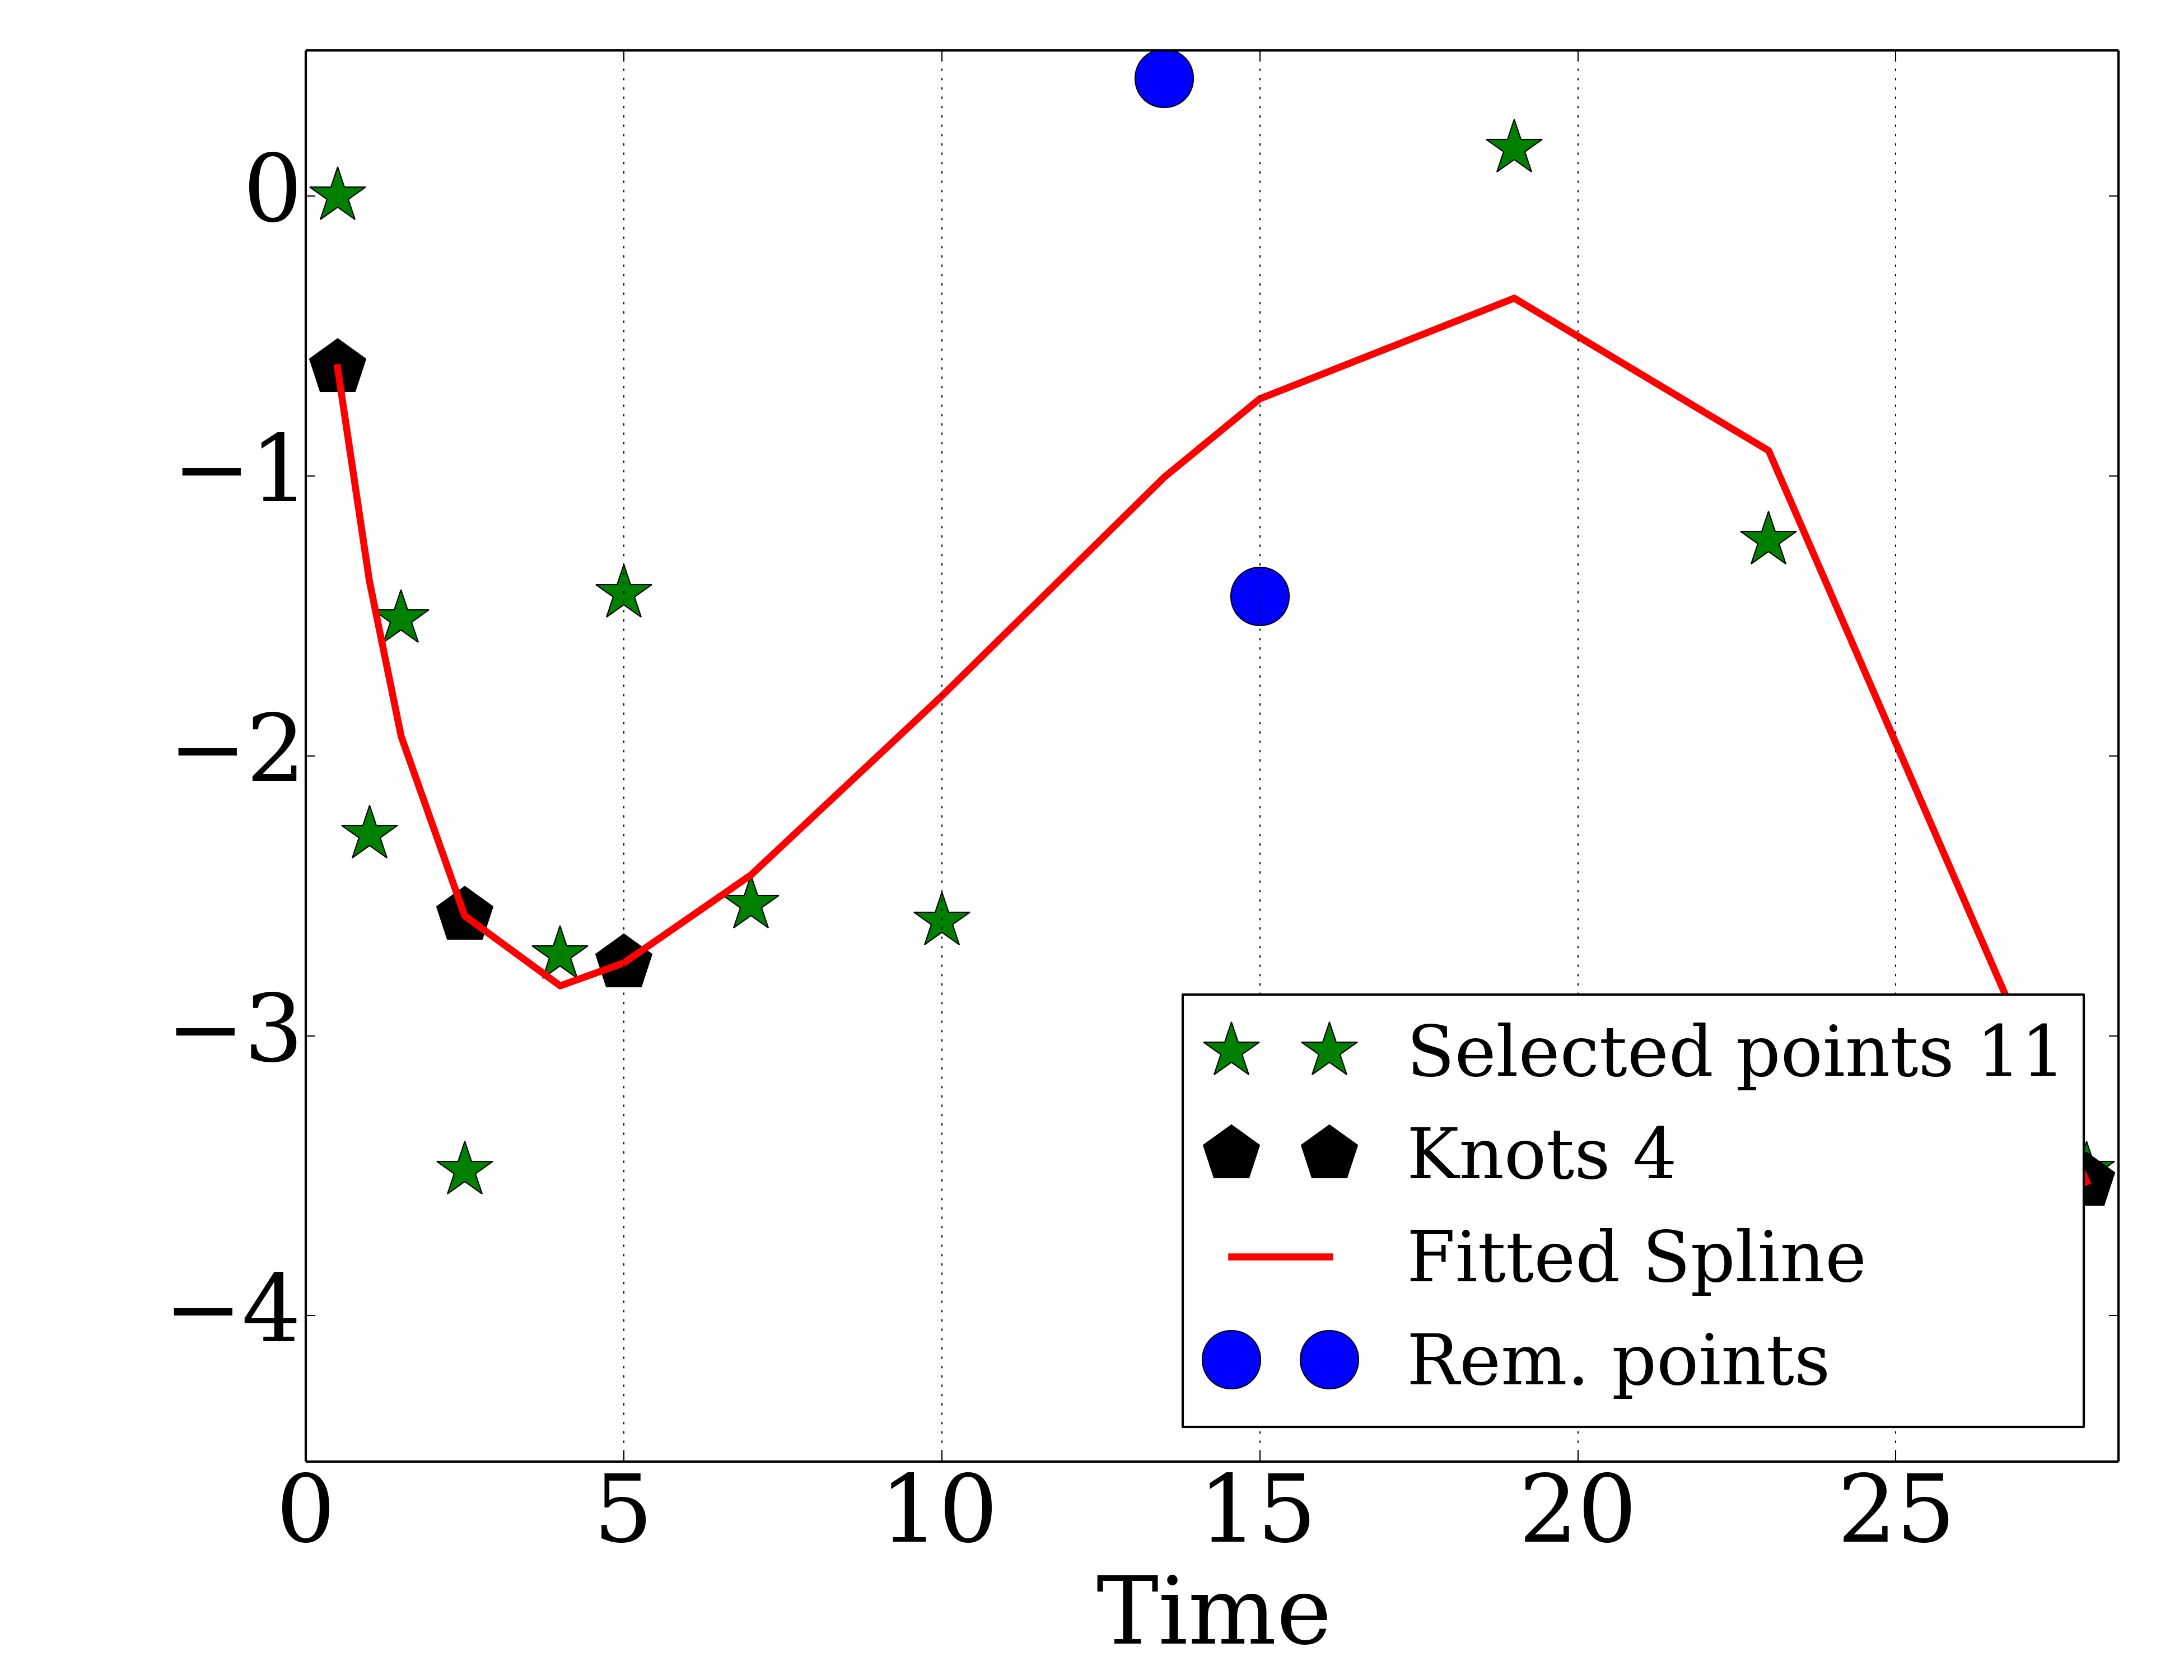 0
−1
−2
−3
−4
Selected points 11
Knots 4
Fitted Spline
Rem. points
0 5 10 15 20 25
Time